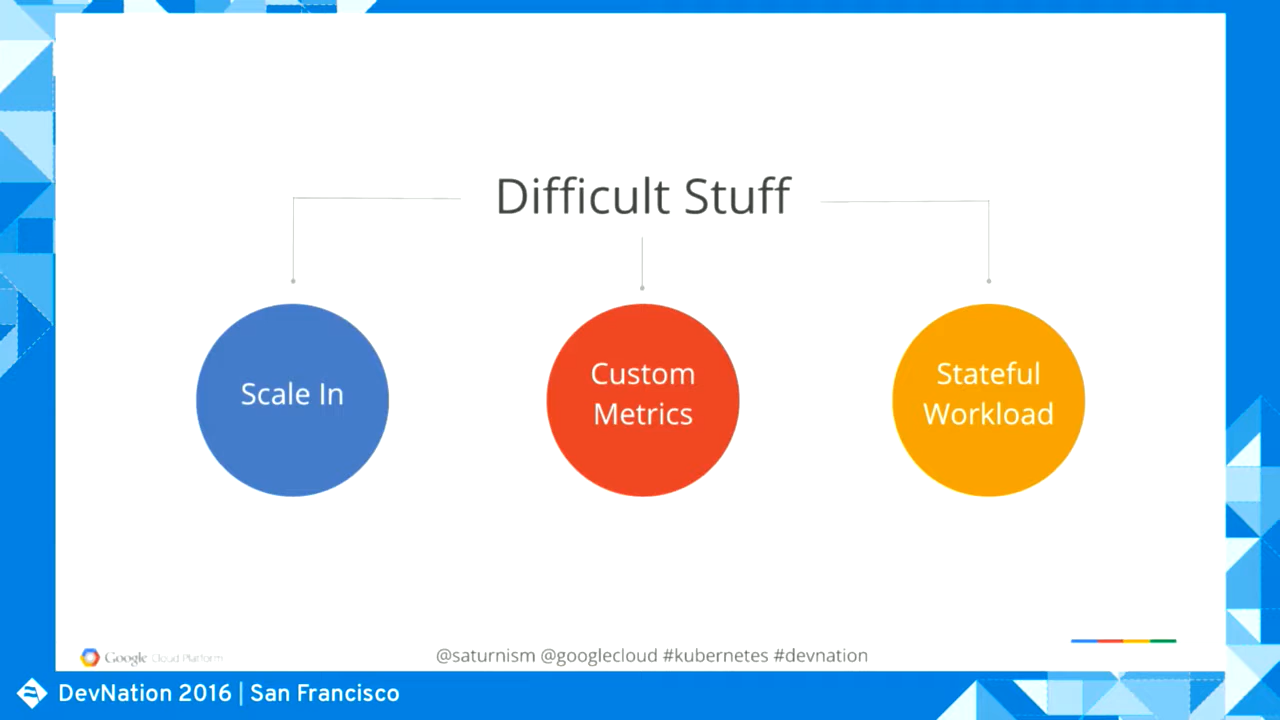 Difficult Stuff
Scale In
Custom
Metrics
Stateful
Workload
Google Cloud Platform
@saturnism @googlecloud #kubernetes #devnation
DevNation 2016 | San Francisco